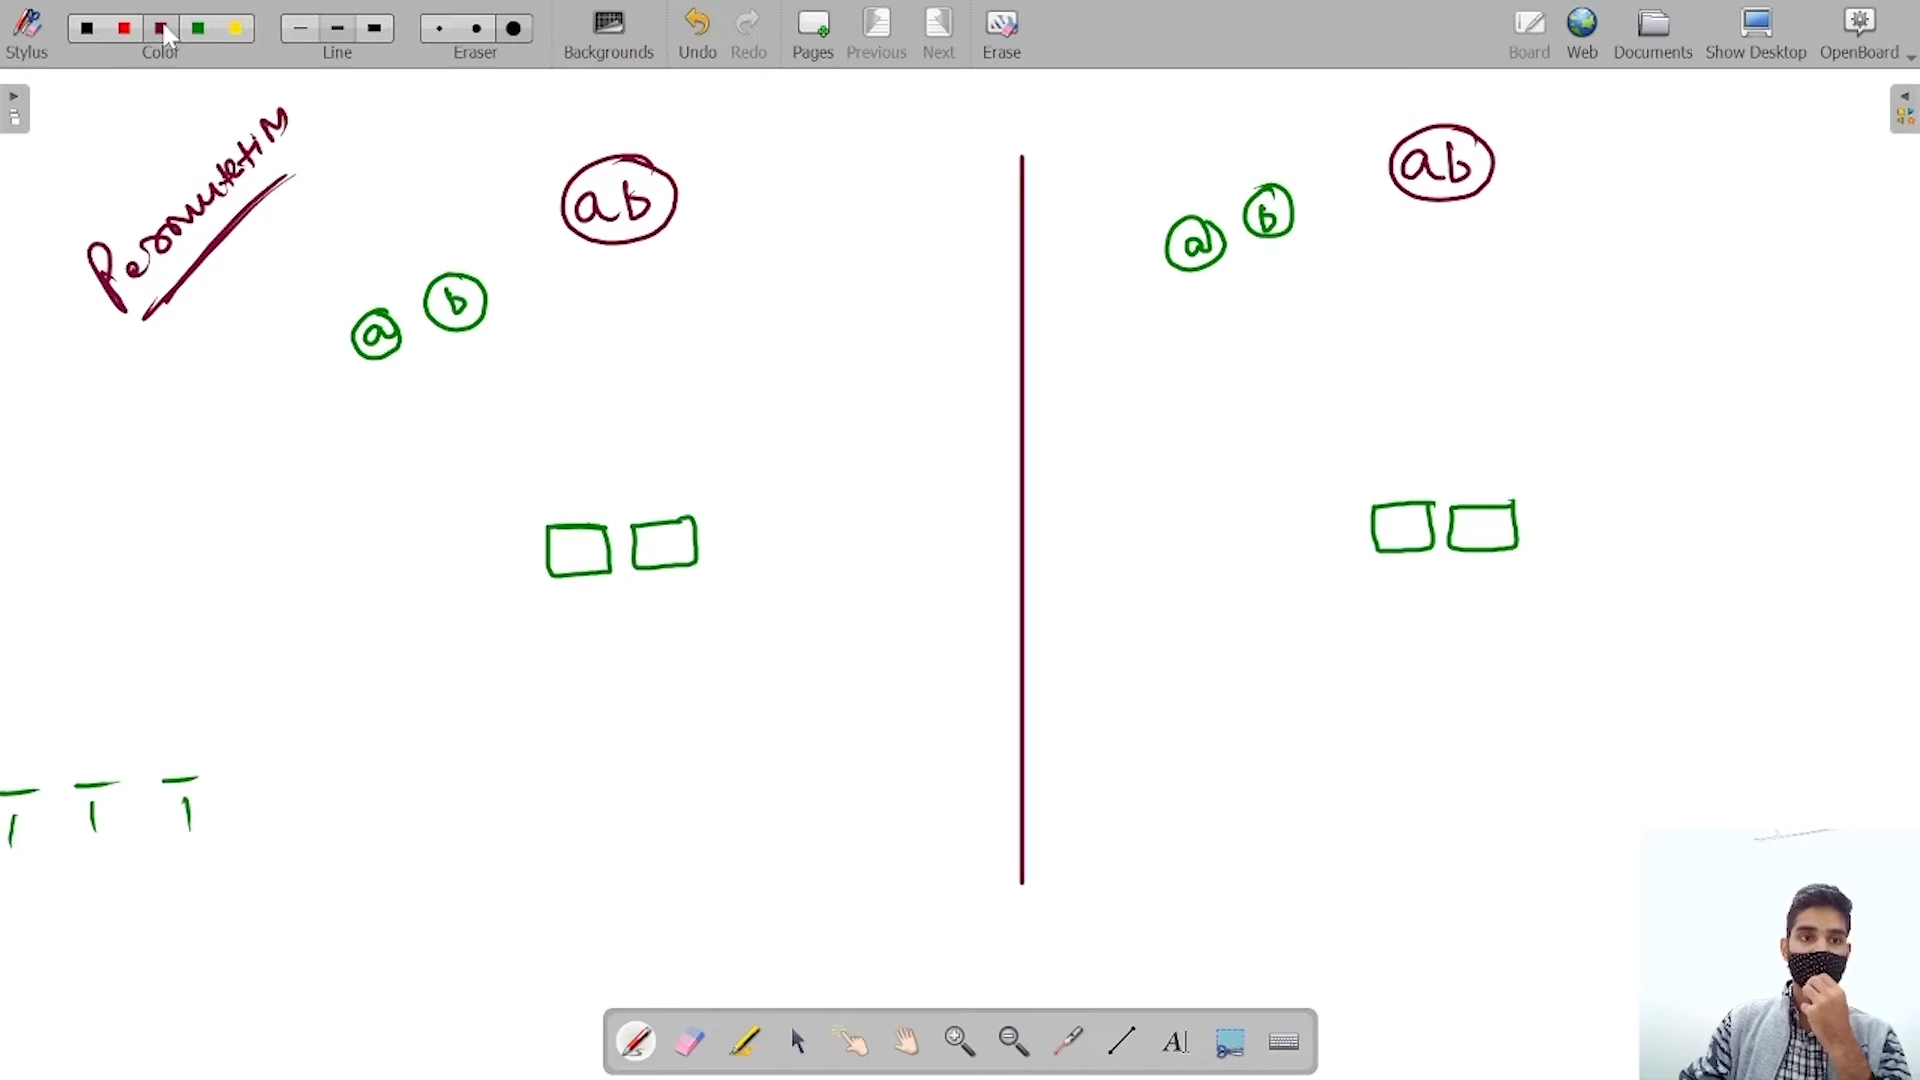 Stylus
Color
Line
Eraser
Backgrounds
Undo
Redo
Pages
Previous
Next
Erase
Board
Web
Documents
Show Desktop
OpenBoard
Permutation
ab
a b
ab
a b
A